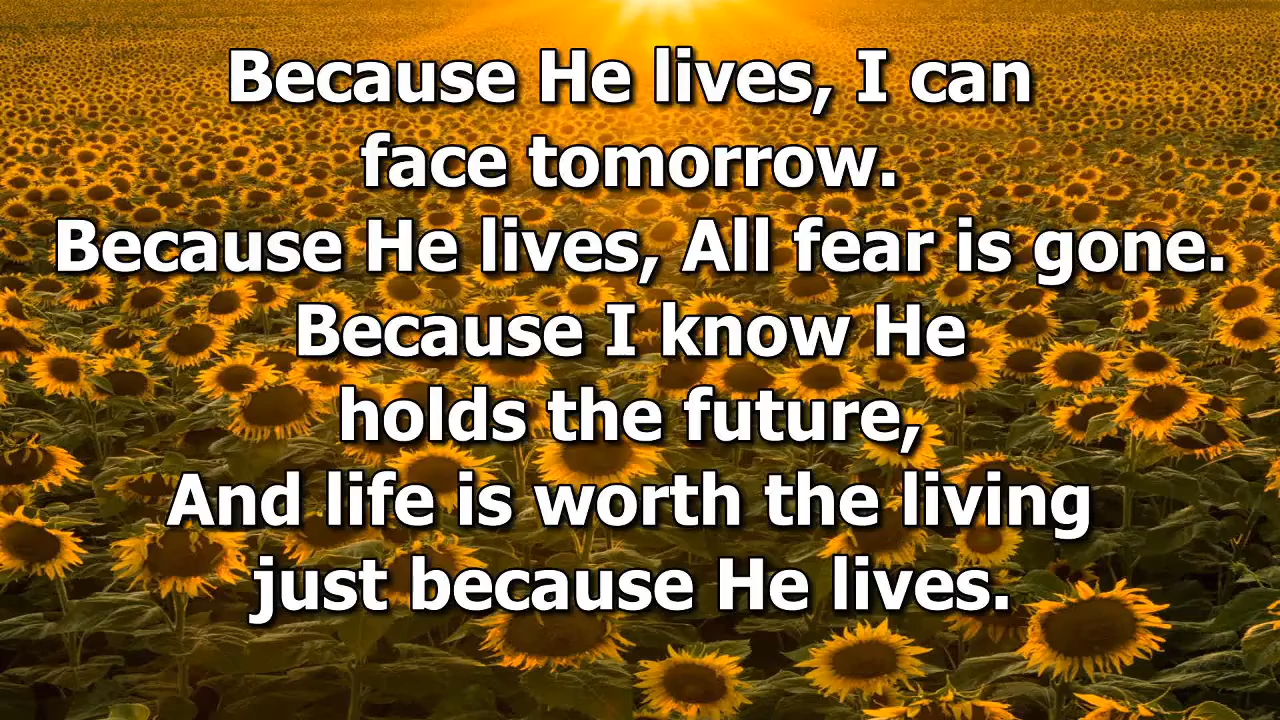 Because He lives, I can
face tomorrow.
Because He lives, All fear is gone.
Because I know He
holds the future,
And life is worth the living
just because He lives.